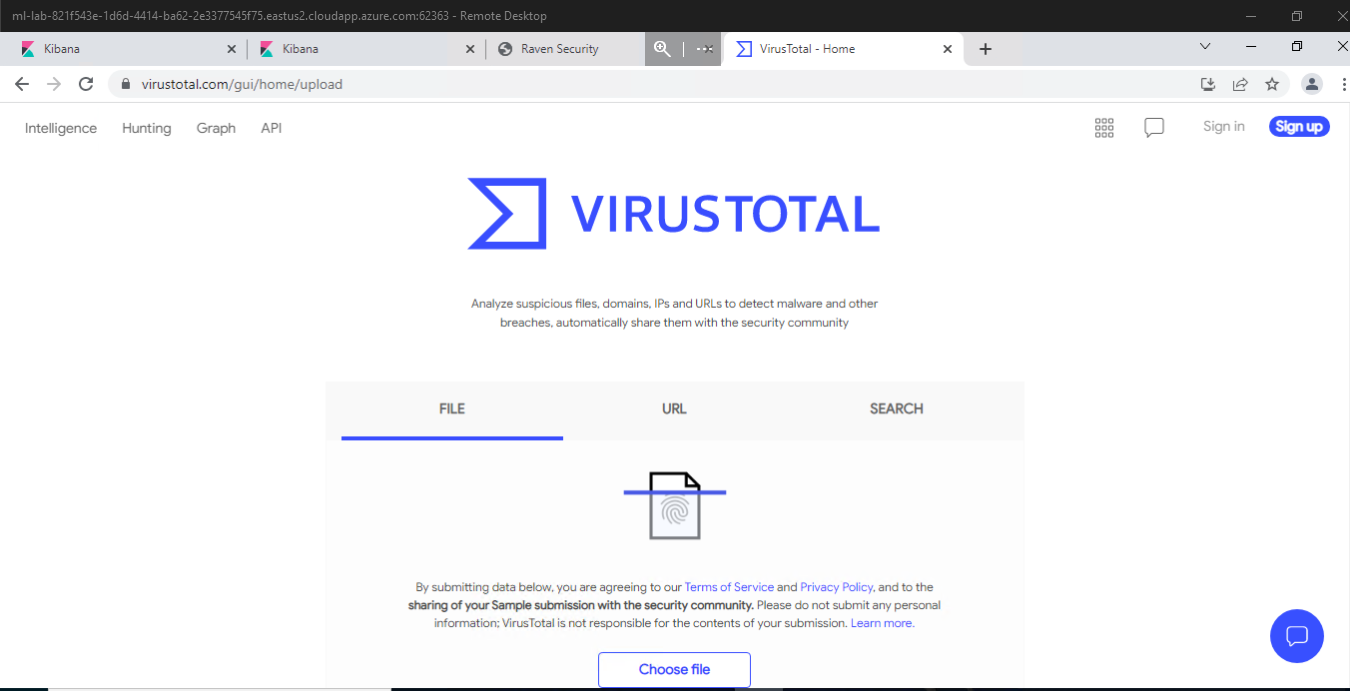 ml-lab-821f543e-1d6d-4414-ba62-2e3377545f75.eastus2.cloudapp.azure.com:62363 - Remote Desktop
Kibana
Kibana
Raven Security
VirusTotal - Home
virustotal.com/gui/home/upload
Intelligence Hunting Graph API
Sign in Sign up
VIRUSTOTAL
Analyze suspicious files, domains, IPs and URLs to detect malware and other
breaches, automatically share them with the security community
FILE URL SEARCH
By submitting data below, you are agreeing to our Terms of Service and Privacy Policy, and to the
sharing of your Sample submission with the security community. Please do not submit any personal
information; VirusTotal is not responsible for the contents of your submission. Learn more.
Choose file